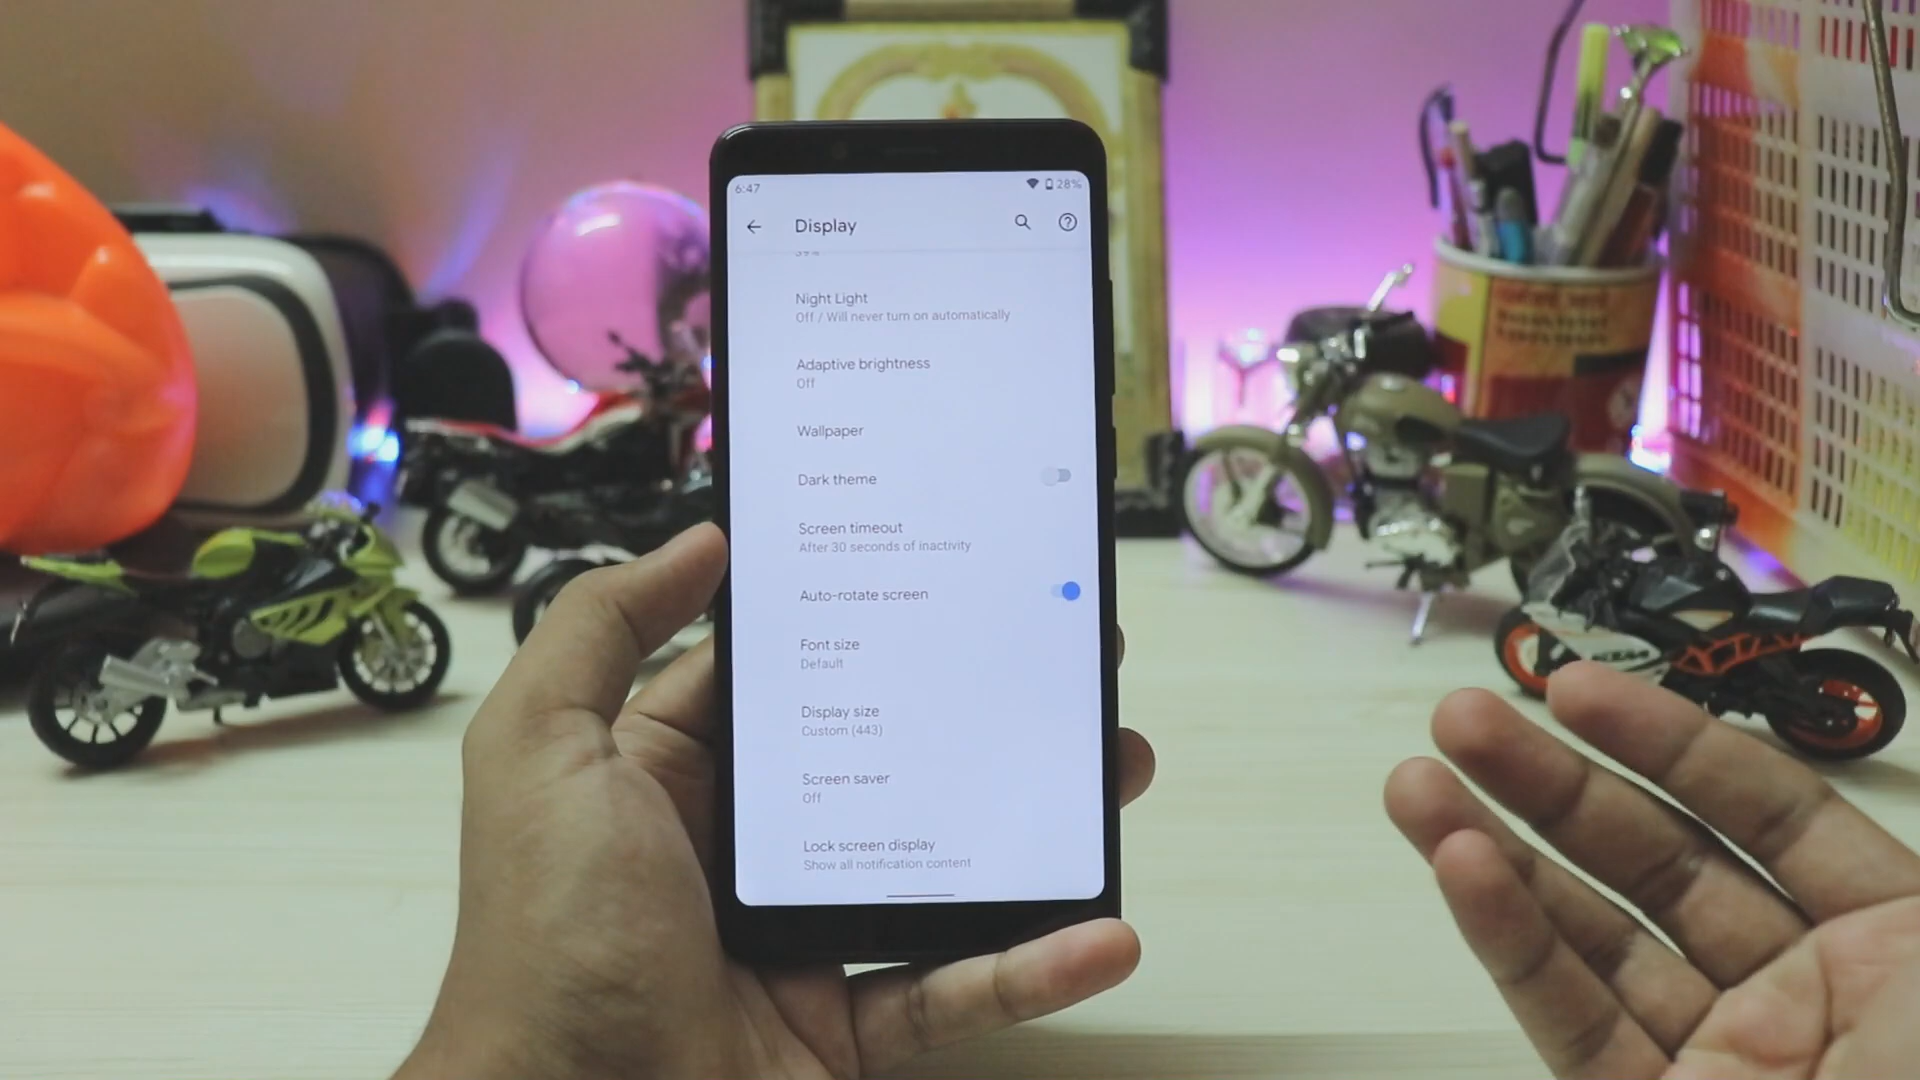 6:47
28%
Display
39%
Night Light
Off / Will never turn on automatically
Adaptive brightness
Off
Wallpaper
Dark theme
Screen timeout
After 30 seconds of inactivity
Auto-rotate screen
Font size
Default
Display size
Custom (443)
Screen saver
Off
Lock screen display
Show all notification content